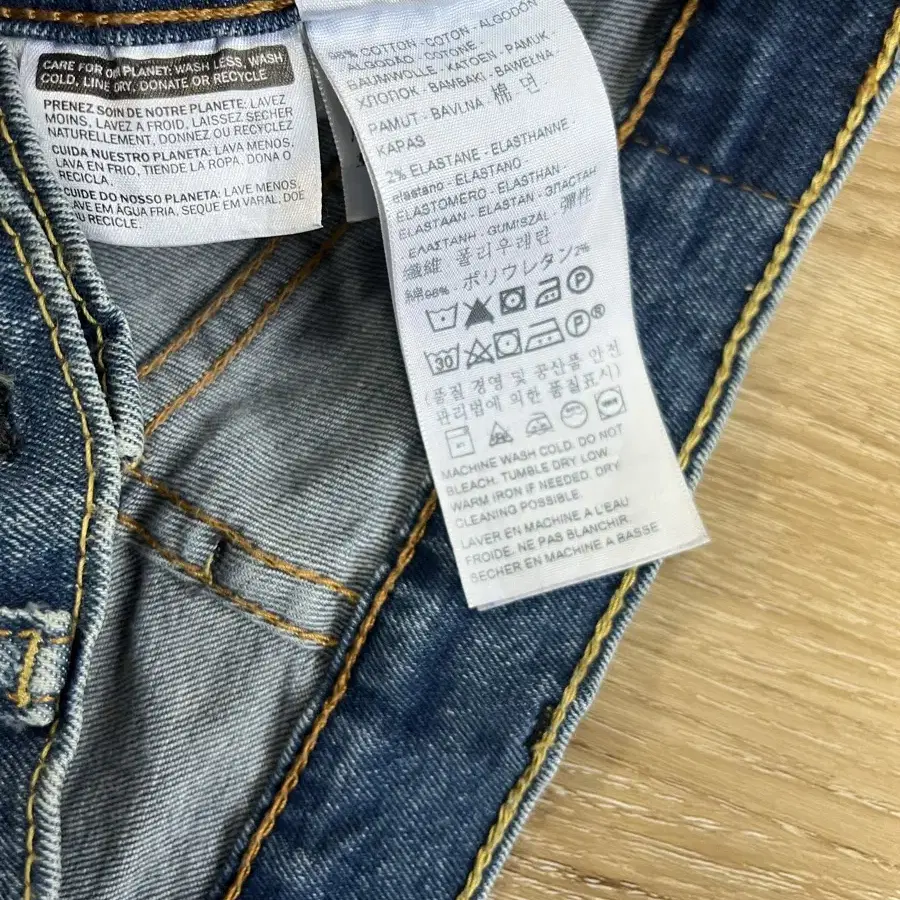 CARE FOR OUR PLANET: WASH LESS, WASH
COLD, LINE DRY, DONATE OR RECYCLE
PRENEZ SOIN DE NOTRE PLANETE: LAVEZ
MOINS, LAVEZ A FROID, LAISSEZ SECHER
NATURELLEMENT, DONNEZ OU RECYCLEZ
CUIDA NUESTRO PLANETA: LAVA MENOS,
LAVA EN FRIO, TIENDE LA ROPA, DONA O
RECICLA.
CUIDE DO NOSSO PLANETA: LAVE MENOS,
LAVE EM ÁGUA FRIA, SEQUE EM VARAL, DOE
OU RECICLE.
98% COTTON - COTON - ALGODÓN
ALGODÃO - COTONE -
BAUMWOLLE - KATOEN - PAMUK -
ХЛОПОК - BAMBAKI - BAWEŁNA
PAMUT - BAVLNA - 棉 면
KAPAS
2% ELASTANE - ELASTHANNE -
elastano - ELASTANO -
ELASTOMERO - ELASTHAN -
ELASTAAN - ELASTAN - ЭЛАСТАН
ΕΛΑΣΤΑΝΗ - GUMISZÁL - 彈性
纖維 폴리우레탄
綿98% - ポリウレタン2%
P
30 P
(품질 경영 및 공산품 안전
관리법에 의한 품질표시)
MACHINE WASH COLD. DO NOT
BLEACH. TUMBLE DRY LOW.
WARM IRON IF NEEDED. DRY
CLEANING POSSIBLE.
LAVER EN MACHINE A L'EAU
FROIDE. NE PAS BLANCHIR.
SECHER EN MACHINE A BASSE